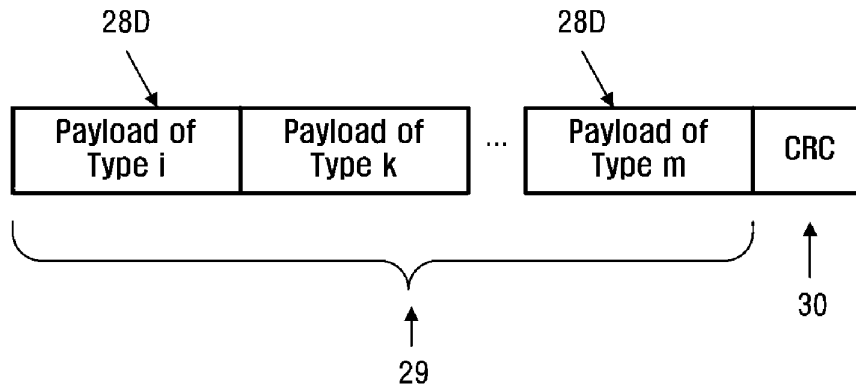 28D 28D
Payload of Payload of ... Payload of CRC
Type i Type k Type m
30
29